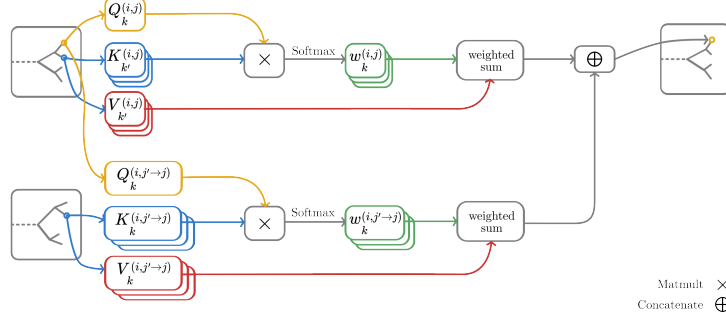 Q_k^{(i,j)}
K_{k'}^{(i,j)}
× Softmax
w_k^{(i,j)}
weighted
sum
⊕
V_{k'}^{(i,j)}
Q_k^{(i,j'→j)}
K_k^{(i,j'→j)}
× Softmax
w_k^{(i,j'→j)}
weighted
sum
V_k^{(i,j'→j)}
Matmult ×
Concatenate ⊕